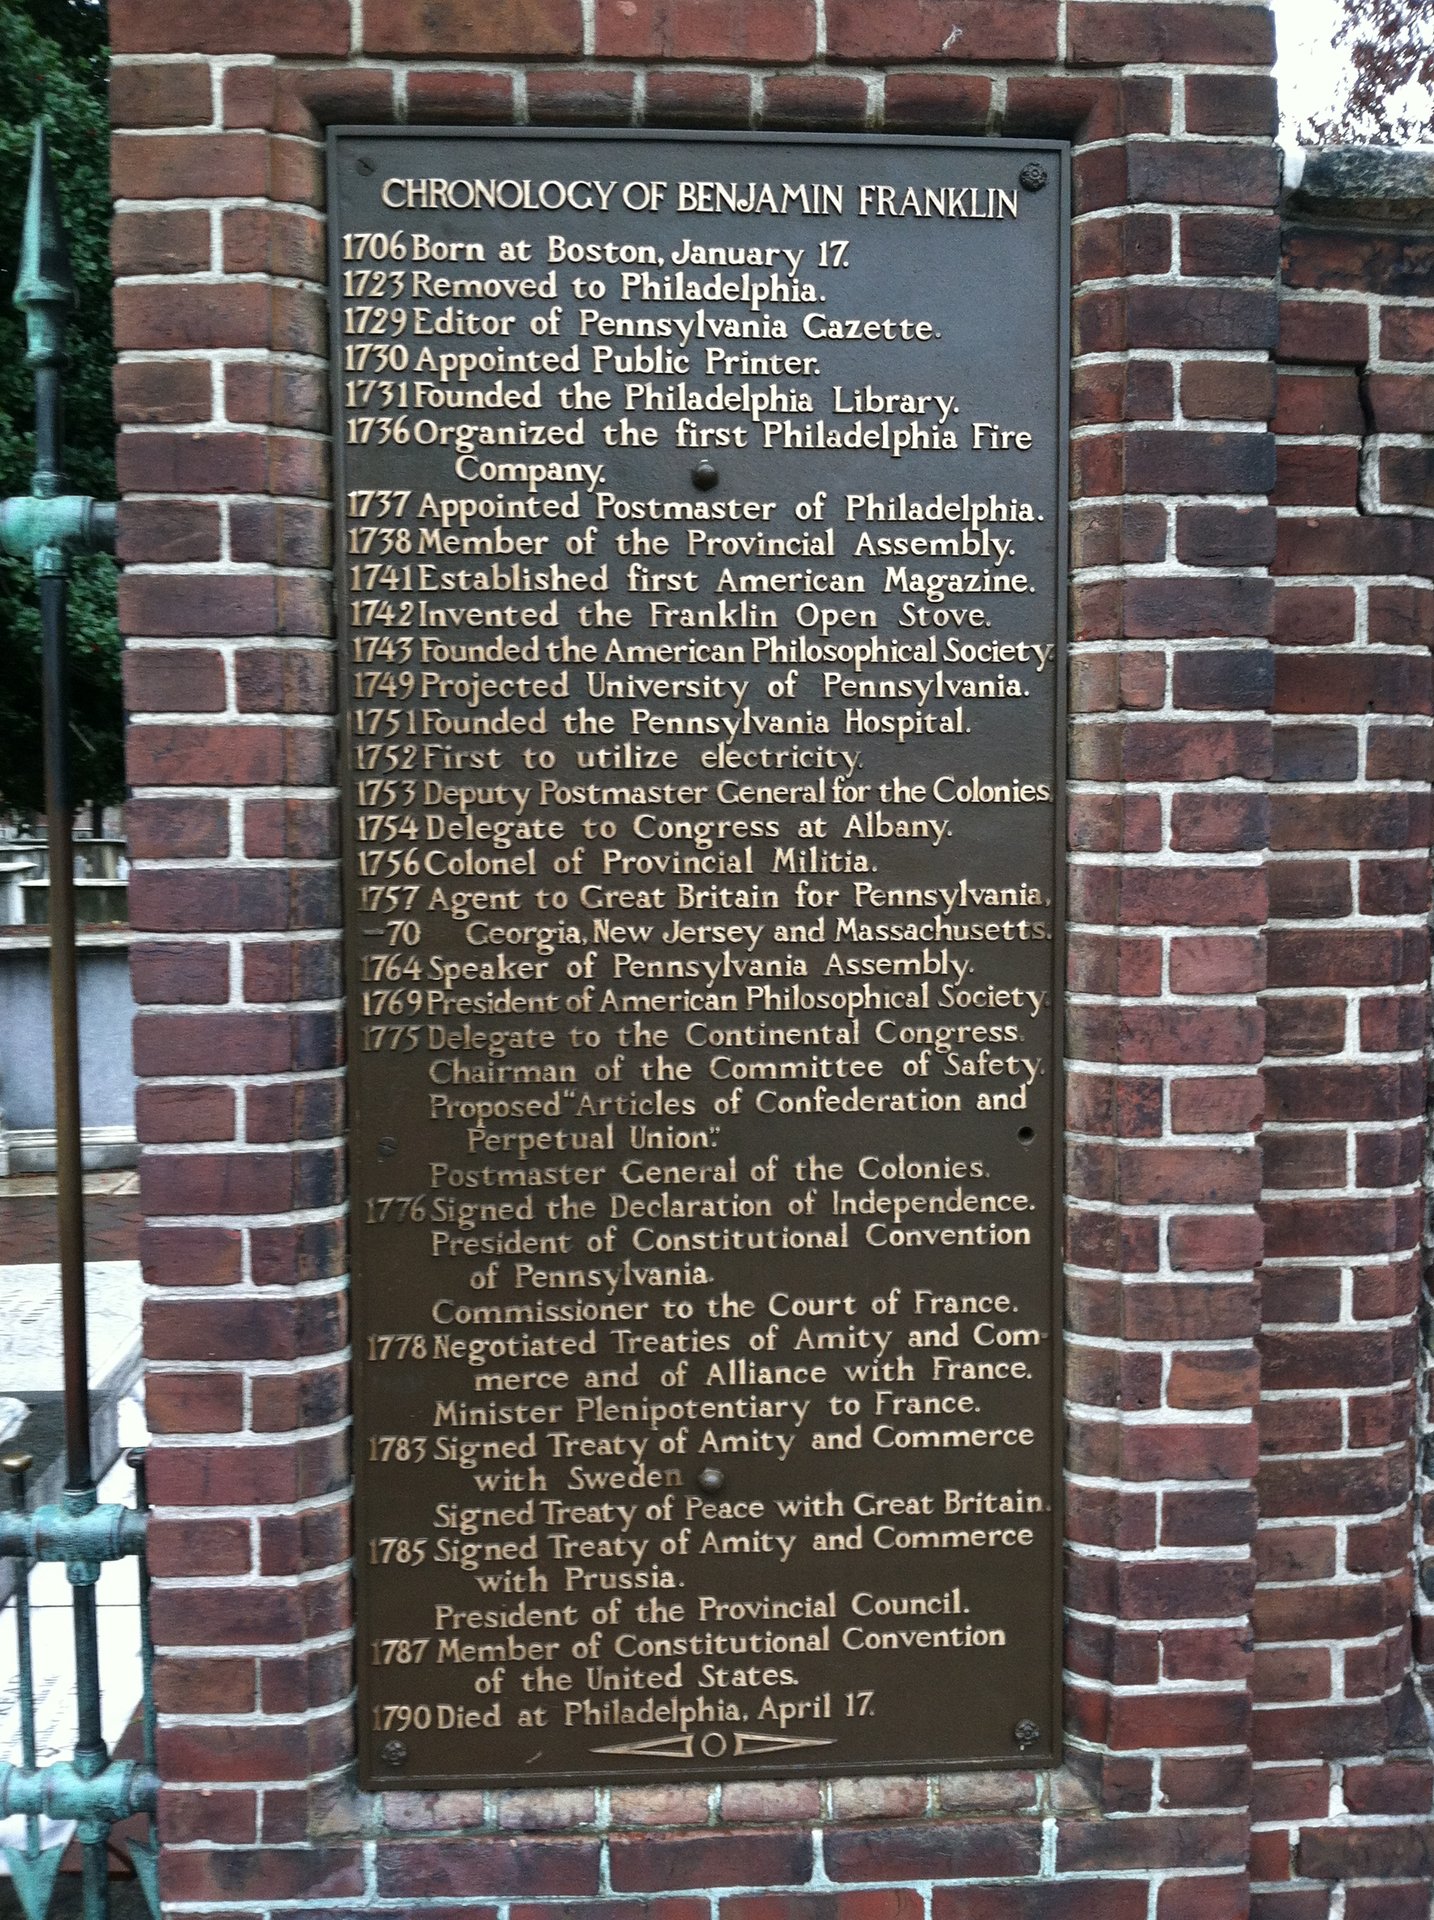 CHRONOLOGY OF BENJAMIN FRANKLIN
1706 Born at Boston, January 17.
1723 Removed to Philadelphia.
1729 Editor of Pennsylvania Gazette.
1730 Appointed Public Printer.
1731 Founded the Philadelphia Library.
1736 Organized the first Philadelphia Fire
Company.
1737 Appointed Postmaster of Philadelphia.
1738 Member of the Provincial Assembly.
1741 Established first American Magazine.
1742 Invented the Franklin Open Stove.
1743 Founded the American Philosophical Society.
1749 Projected University of Pennsylvania.
1751 Founded the Pennsylvania Hospital.
1752 First to utilize electricity.
1753 Deputy Postmaster General for the Colonies.
1754 Delegate to Congress at Albany.
1756 Colonel of Provincial Militia.
1757 Agent to Great Britain for Pennsylvania,
-70 Georgia, New Jersey and Massachusetts.
1764 Speaker of Pennsylvania Assembly.
1769 President of American Philosophical Society.
1775 Delegate to the Continental Congress.
Chairman of the Committee of Safety.
Proposed "Articles of Confederation and
Perpetual Union."
Postmaster General of the Colonies.
1776 Signed the Declaration of Independence.
President of Constitutional Convention
of Pennsylvania.
Commissioner to the Court of France.
1778 Negotiated Treaties of Amity and Com-
merce and of Alliance with France.
Minister Plenipotentiary to France.
1783 Signed Treaty of Amity and Commerce
with Sweden
Signed Treaty of Peace with Great Britain.
1785 Signed Treaty of Amity and Commerce
with Prussia.
President of the Provincial Council.
1787 Member of Constitutional Convention
of the United States.
1790 Died at Philadelphia, April 17.